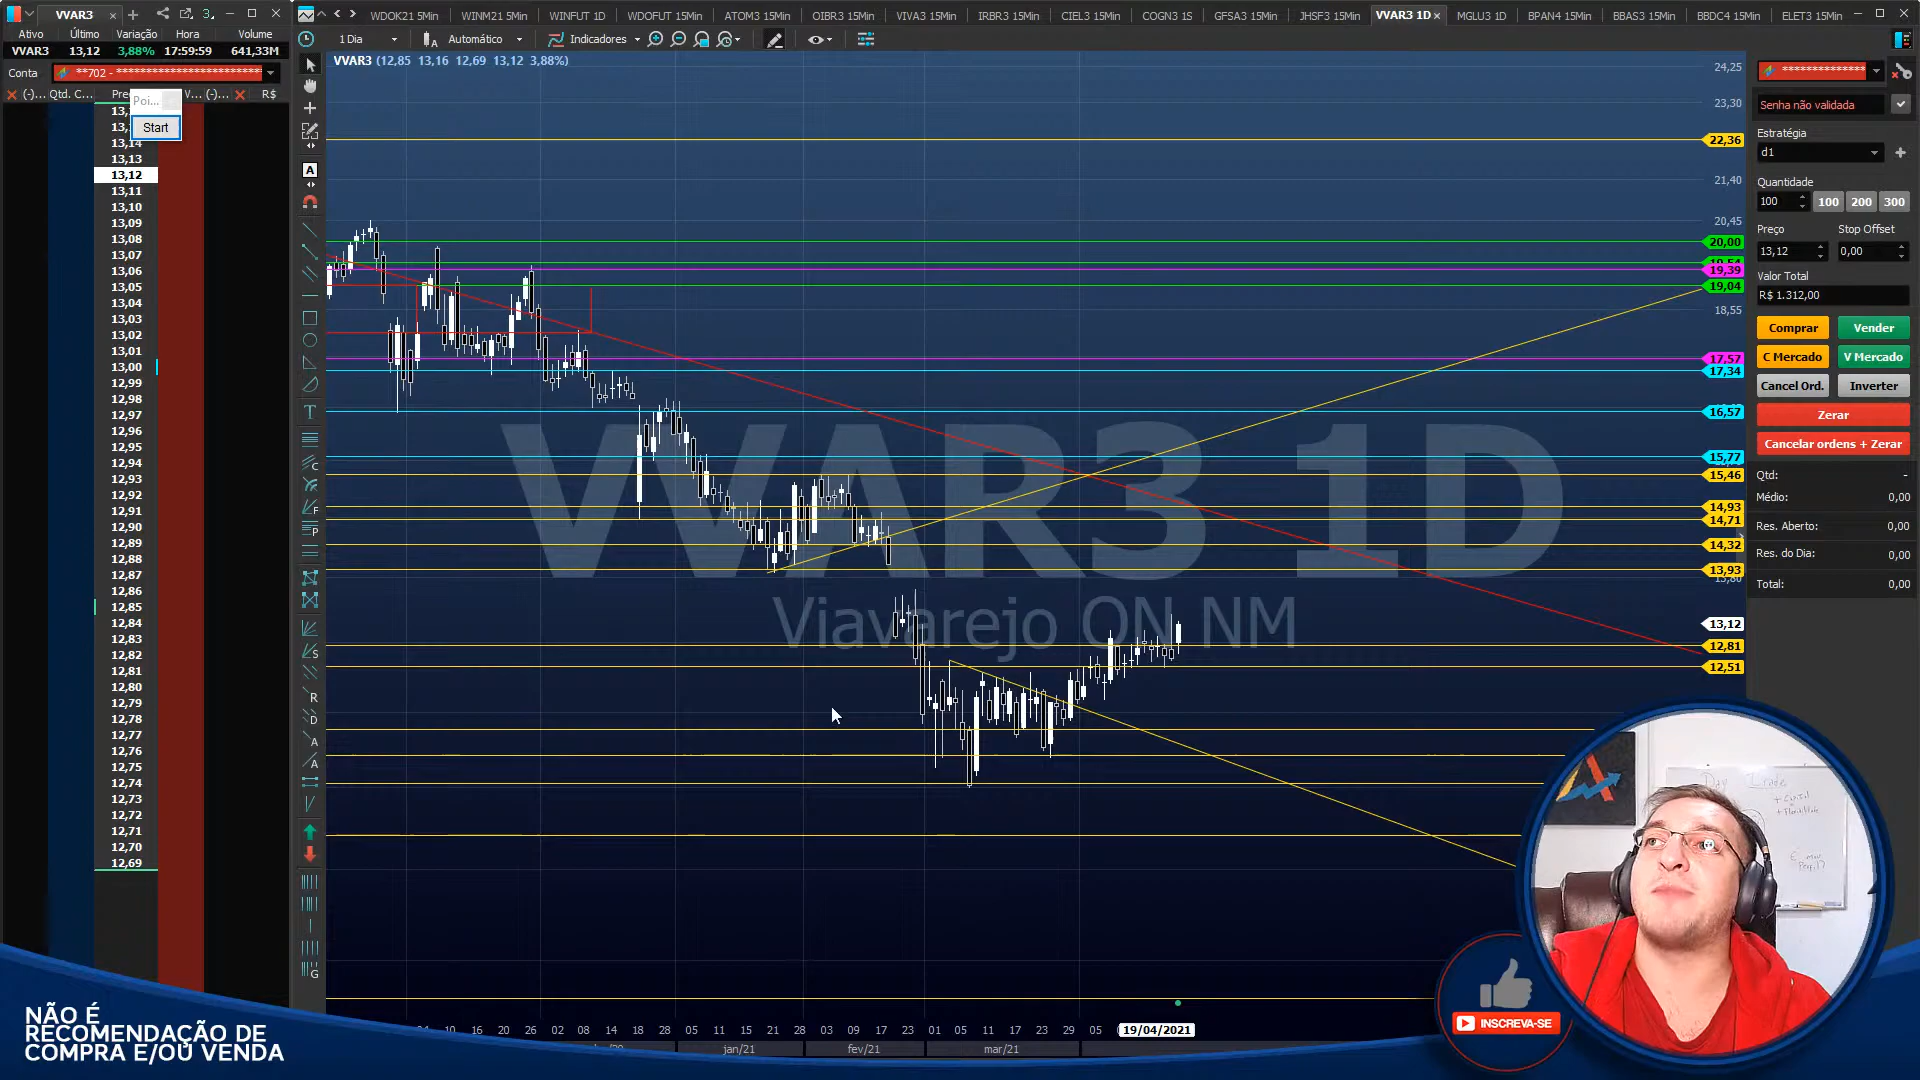 VVAR3
3
WDOK21 5Min
WINM21 5Min
WINFUT 1D
WDOFUT 15Min
ATOM3 15Min
OIBR3 15Min
VIVA3 15Min
IRBR3 15Min
CIEL3 15Min
COGN3 1S
GFSA3 15Min
JHSF3 15Min
VVAR3 1D
MGLU3 1D
BPAN4 15Min
BBAS3 15Min
BBDC4 15Min
ELET3 15Min
Ativo Último Variação Hora Volume
VVAR3 13,12 3,88% 17:59:59 641,33M
1 Dia
Automático
Indicadores
Conta **702 - **************************
VVAR3 (12,85 13,16 12,69 13,12 3,88%)
(-)... Qtd. C... Pre V... (-)... R$
Poi...
Start
13,14
13,13
13,12
13,11
13,10
13,09
13,08
13,07
13,06
13,05
13,04
13,03
13,02
13,01
13,00
12,99
12,98
12,97
12,96
12,95
12,94
12,93
12,92
12,91
12,90
12,89
12,88
12,87
12,86
12,85
12,84
12,83
12,82
12,81
12,80
12,79
12,78
12,77
12,76
12,75
12,74
12,73
12,72
12,71
12,70
12,69
VVAR3 1D
Viavarejo ON NM
24,25
23,30
22,36
21,40
20,45
20,00
19,39
19,04
18,55
17,57
17,34
16,57
15,77
15,46
14,93
14,71
14,32
13,93
13,12
12,81
12,51
10 16 20 26 02 08 14 18 28 05 11 15 21 28 03 09 17 23 01 05 11 17 23 29 05 19/04/2021
jan/21 fev/21 mar/21
Senha não validada
Estratégia
d1
Quantidade
100 100 200 300
Preço Stop Offset
13,12 0,00
Valor Total
R$ 1.312,00
Comprar Vender
C Mercado V Mercado
Cancel Ord. Inverter
Zerar
Cancelar ordens + Zerar
Qtd: -
Médio: 0,00
Res. Aberto: 0,00
Res. do Dia: 0,00
Total: 0,00
Day Trade
INSCREVA-SE
NÃO É
RECOMENDAÇÃO DE
COMPRA E/OU VENDA